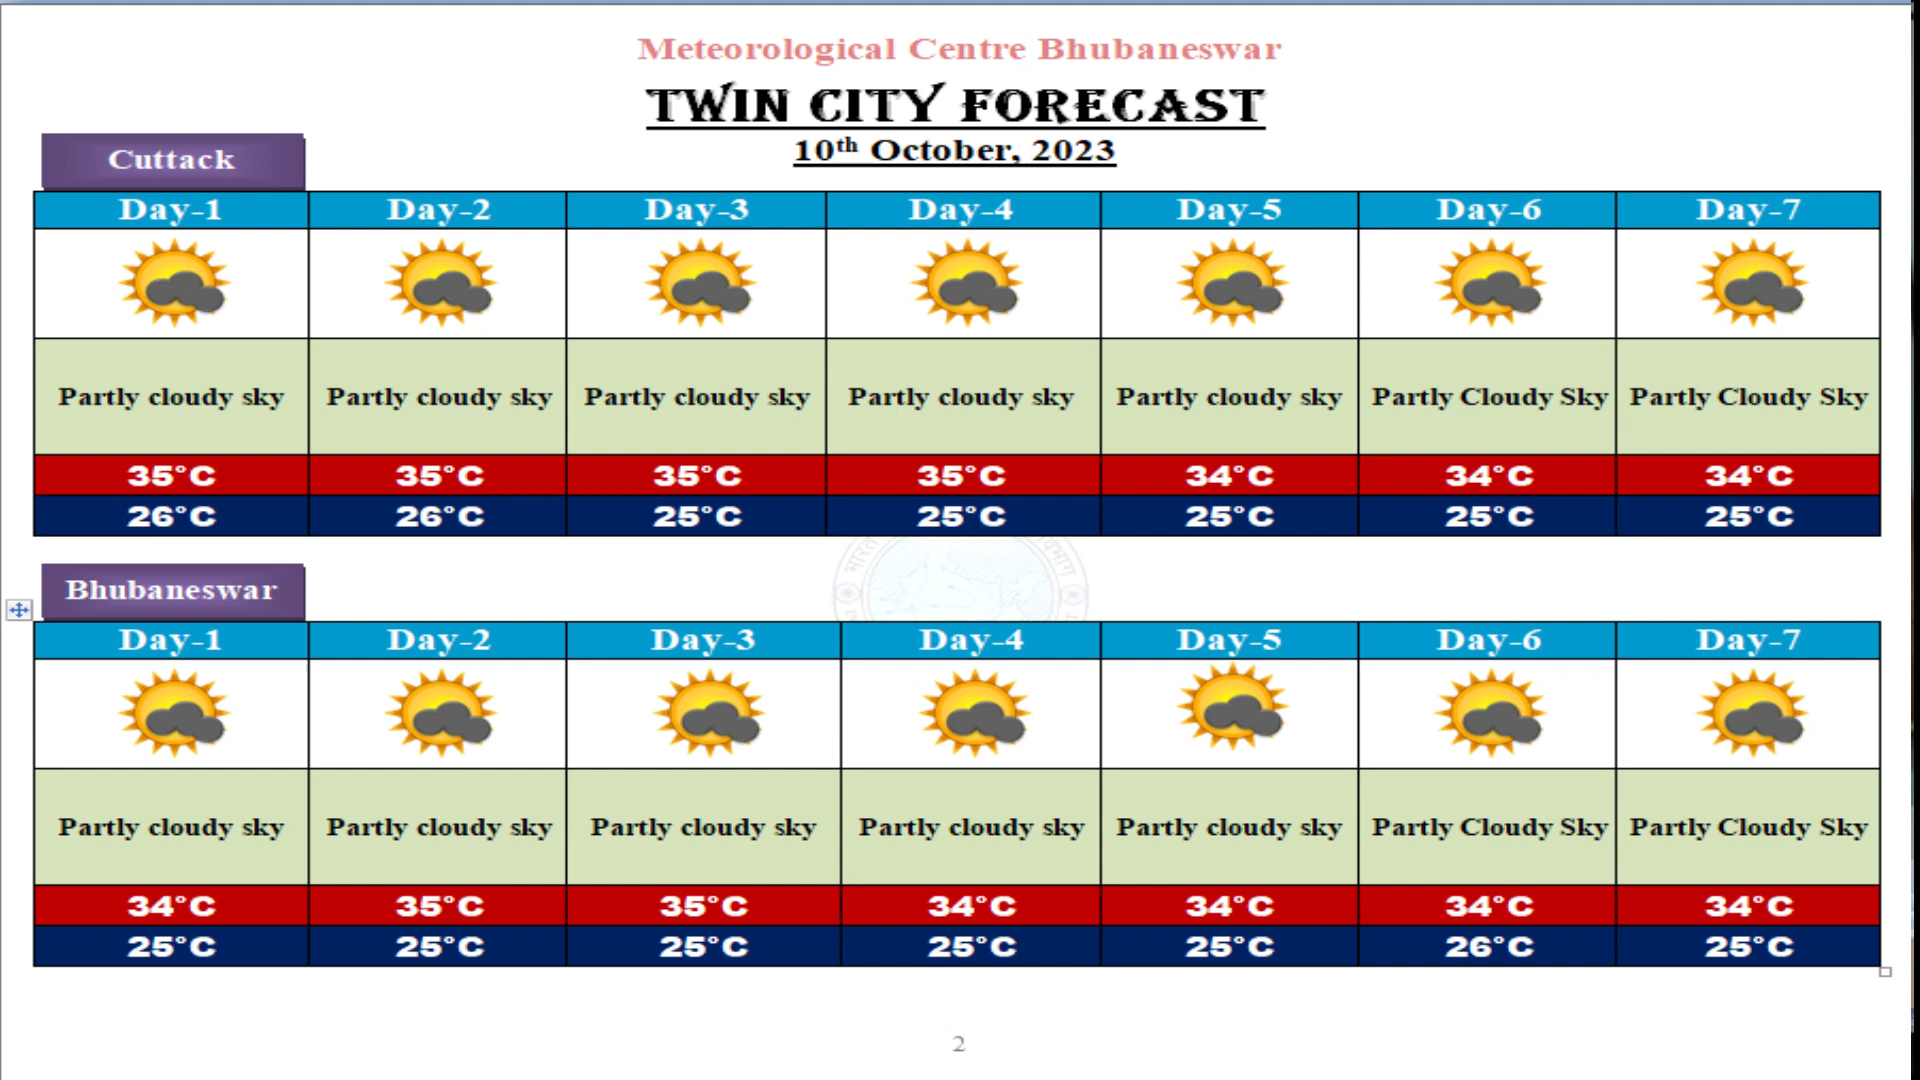 Meteorological Centre Bhubaneswar
TWIN CITY FORECAST
10th October, 2023
Cuttack
Day-1 Day-2 Day-3 Day-4 Day-5 Day-6 Day-7
Partly cloudy sky Partly cloudy sky Partly cloudy sky Partly cloudy sky Partly cloudy sky Partly Cloudy Sky Partly Cloudy Sky
35°C 35°C 35°C 35°C 34°C 34°C 34°C
26°C 26°C 25°C 25°C 25°C 25°C 25°C
भारत
Bhubaneswar
Day-1 Day-2 Day-3 Day-4 Day-5 Day-6 Day-7
Partly cloudy sky Partly cloudy sky Partly cloudy sky Partly cloudy sky Partly cloudy sky Partly Cloudy Sky Partly Cloudy Sky
34°C 35°C 35°C 34°C 34°C 34°C 34°C
25°C 25°C 25°C 25°C 25°C 26°C 25°C
2